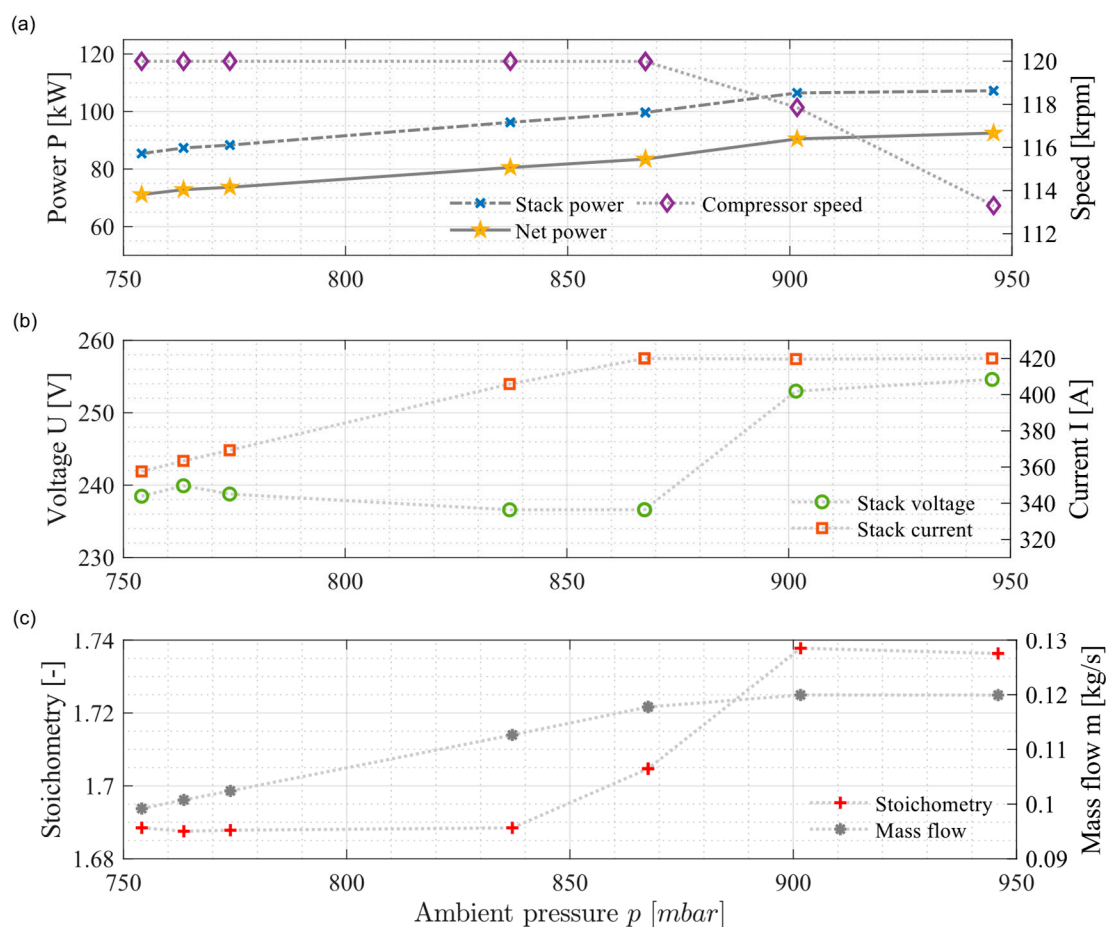 (a)
120
100
80
60
Power P [kW]
120
118
116
114
112
Speed [krpm]
Stack power
Compressor speed
Net power
750
800
850
900
950
(b)
260
250
240
230
Voltage U [V]
420
400
380
360
340
320
Current I [A]
Stack voltage
Stack current
750
800
850
900
950
(c)
1.74
1.72
1.7
1.68
Stoichometry [-]
0.13
0.12
0.11
0.1
0.09
Mass flow m [kg/s]
Stoichometry
Mass flow
750
800
850
900
950
Ambient pressure p [mbar]